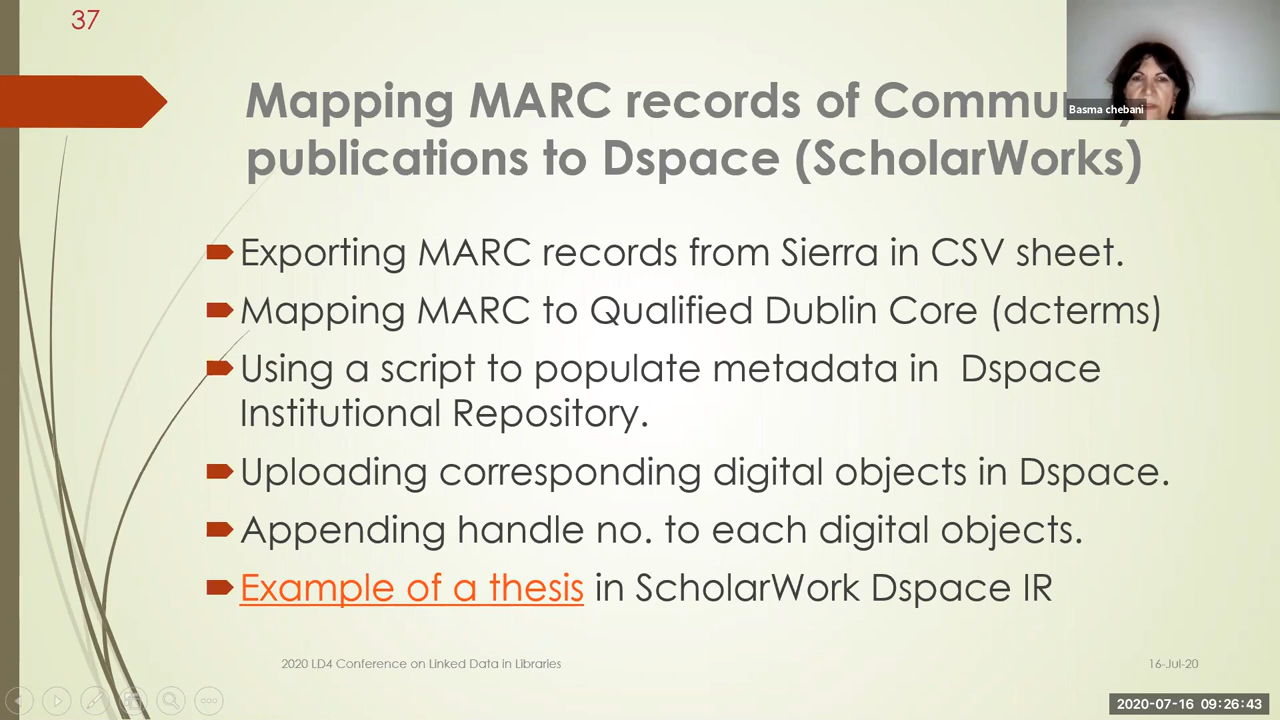 37
Mapping MARC records of Commu
publications to Dspace (ScholarWorks)
Basma chebani
Exporting MARC records from Sierra in CSV sheet.
Mapping MARC to Qualified Dublin Core (dcterms)
Using a script to populate metadata in Dspace
Institutional Repository.
Uploading corresponding digital objects in Dspace.
Appending handle no. to each digital objects.
Example of a thesis in ScholarWork Dspace IR
2020 LD4 Conference on Linked Data in Libraries
16-Jul-20
2020-07-16 09:26:43